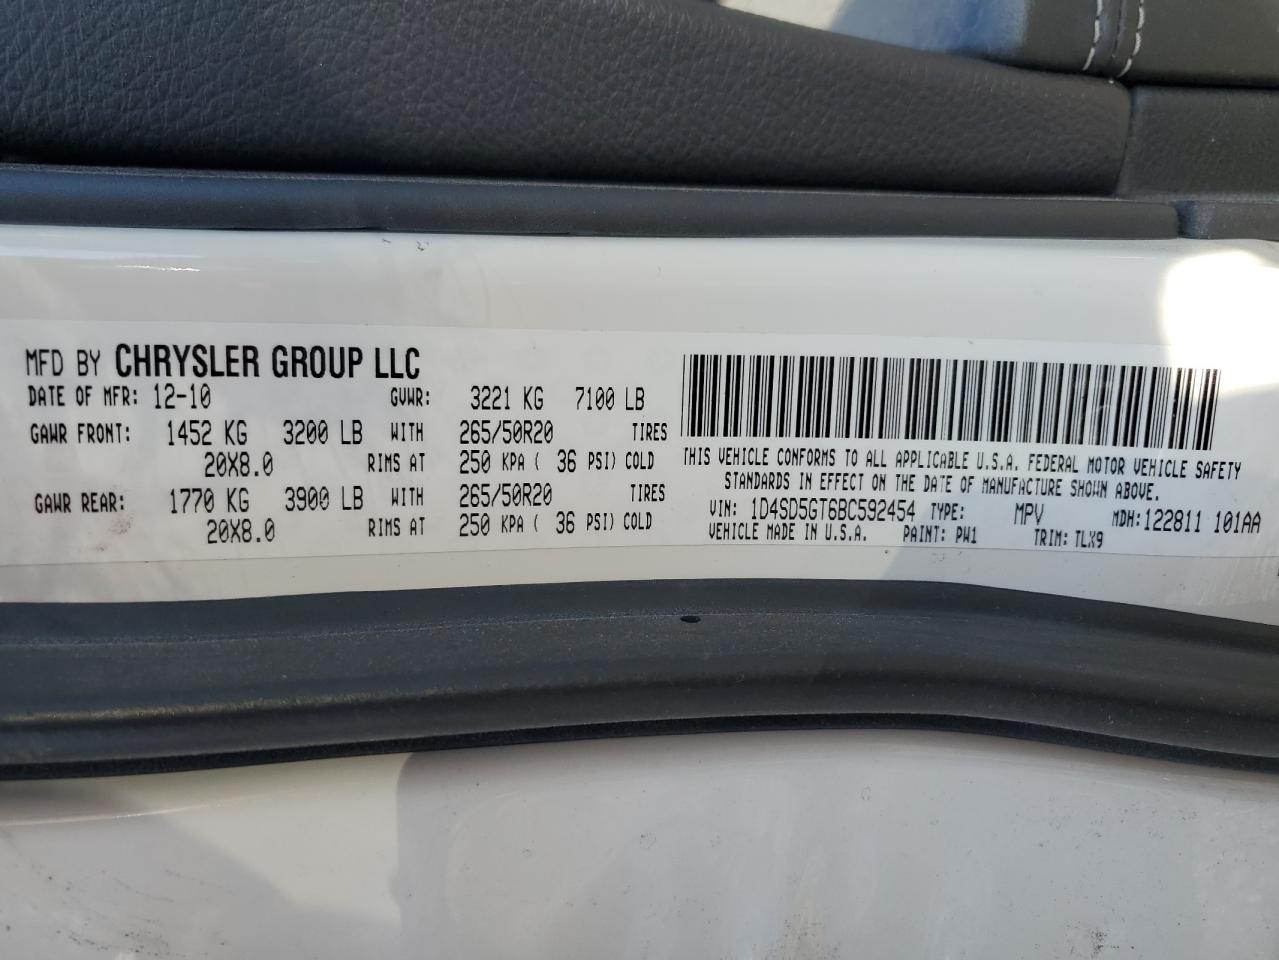 MFD BY CHRYSLER GROUP LLC
DATE OF MFR: 12-10 GVWR: 3221 KG 7100 LB
GAWR FRONT: 1452 KG 3200 LB WITH 265/50R20 TIRES
20X8.0 RIMS AT 250 KPA ( 36 PSI) COLD
GAWR REAR: 1770 KG 3900 LB WITH 265/50R20 TIRES
20X8.0 RIMS AT 250 KPA ( 36 PSI) COLD
THIS VEHICLE CONFORMS TO ALL APPLICABLE U.S.A. FEDERAL MOTOR VEHICLE SAFETY
STANDARDS IN EFFECT ON THE DATE OF MANUFACTURE SHOWN ABOVE.
VIN: 1D4SD5GT6BC592454 TYPE: MPV MDH:122811 101AA
VEHICLE MADE IN U.S.A. PAINT: PW1 TRIM: TLX9